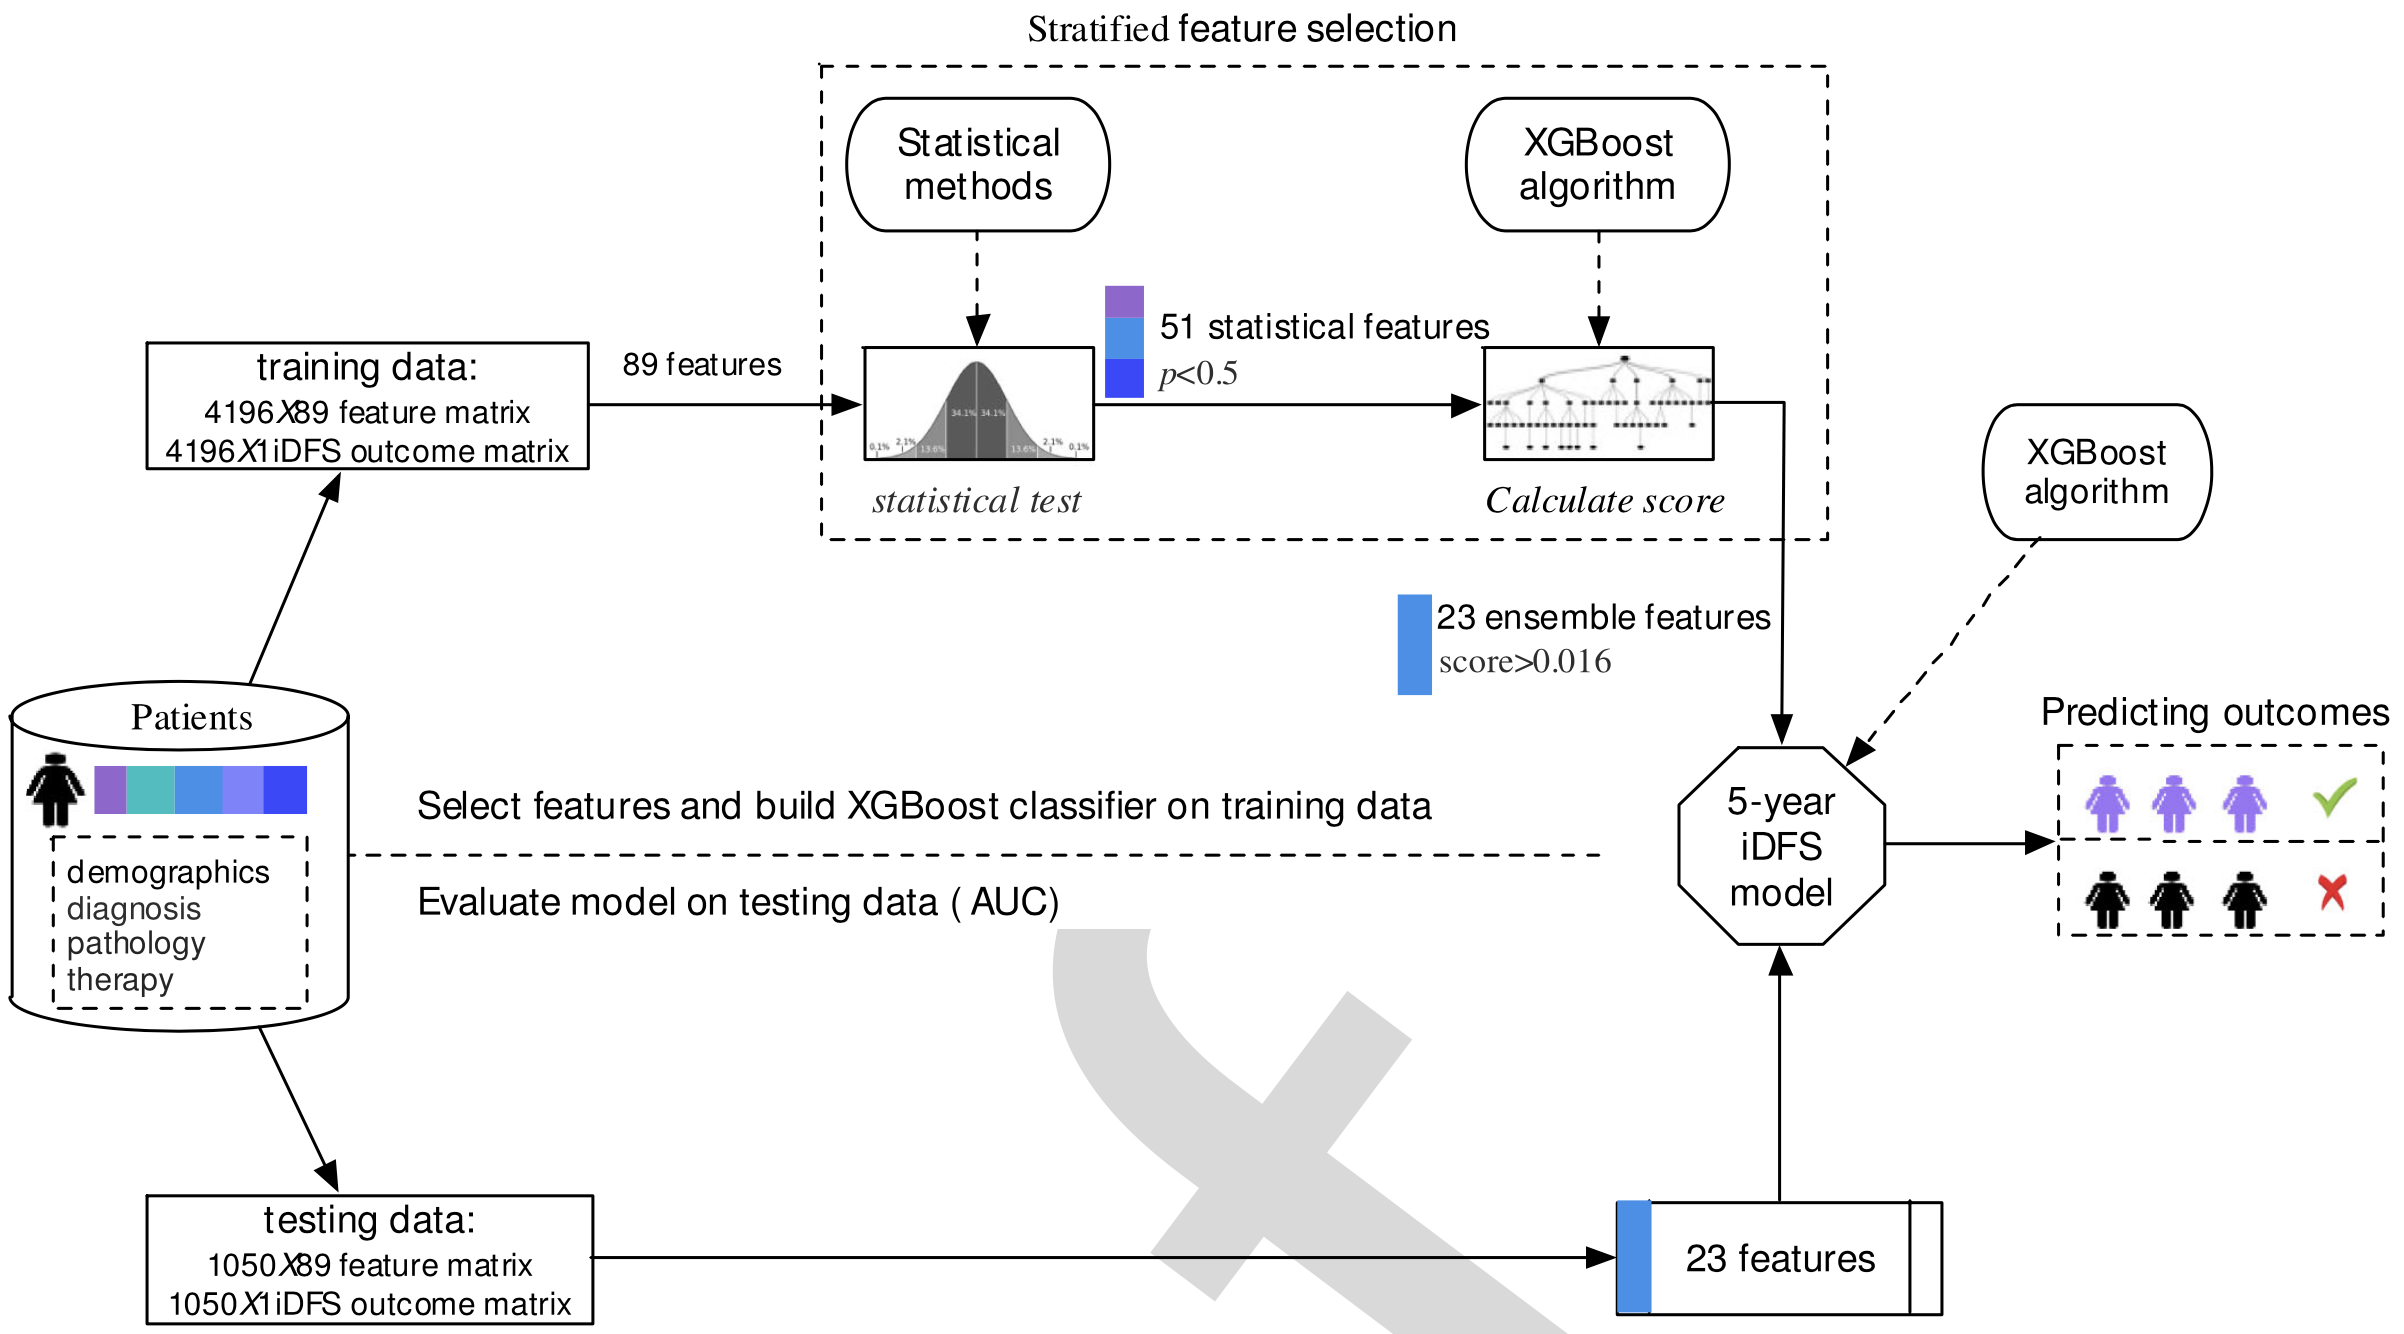 Stratified feature selection
Statistical
methods
XGBoost
algorithm
51 statistical features
p<0.5
training data:
4196X89 feature matrix
4196X1iDFS outcome matrix
89 features
0.1%
2.1%
13.6%
34.1%
34.1%
13.6%
2.1%
0.1%
statistical test
Calculate score
XGBoost
algorithm
23 ensemble features
score>0.016
Patients
demographics
diagnosis
pathology
therapy
Select features and build XGBoost classifier on training data
Evaluate model on testing data ( AUC)
5-year
iDFS
model
Predicting outcomes
testing data:
1050X89 feature matrix
1050X1iDFS outcome matrix
23 features